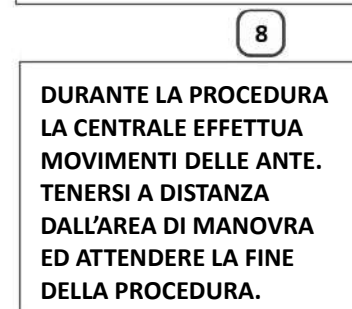 8
DURANTE LA PROCEDURA
LA CENTRALE EFFETTUA
MOVIMENTI DELLE ANTE.
TENERSI A DISTANZA
DALL'AREA DI MANOVRA
ED ATTENDERE LA FINE
DELLA PROCEDURA.